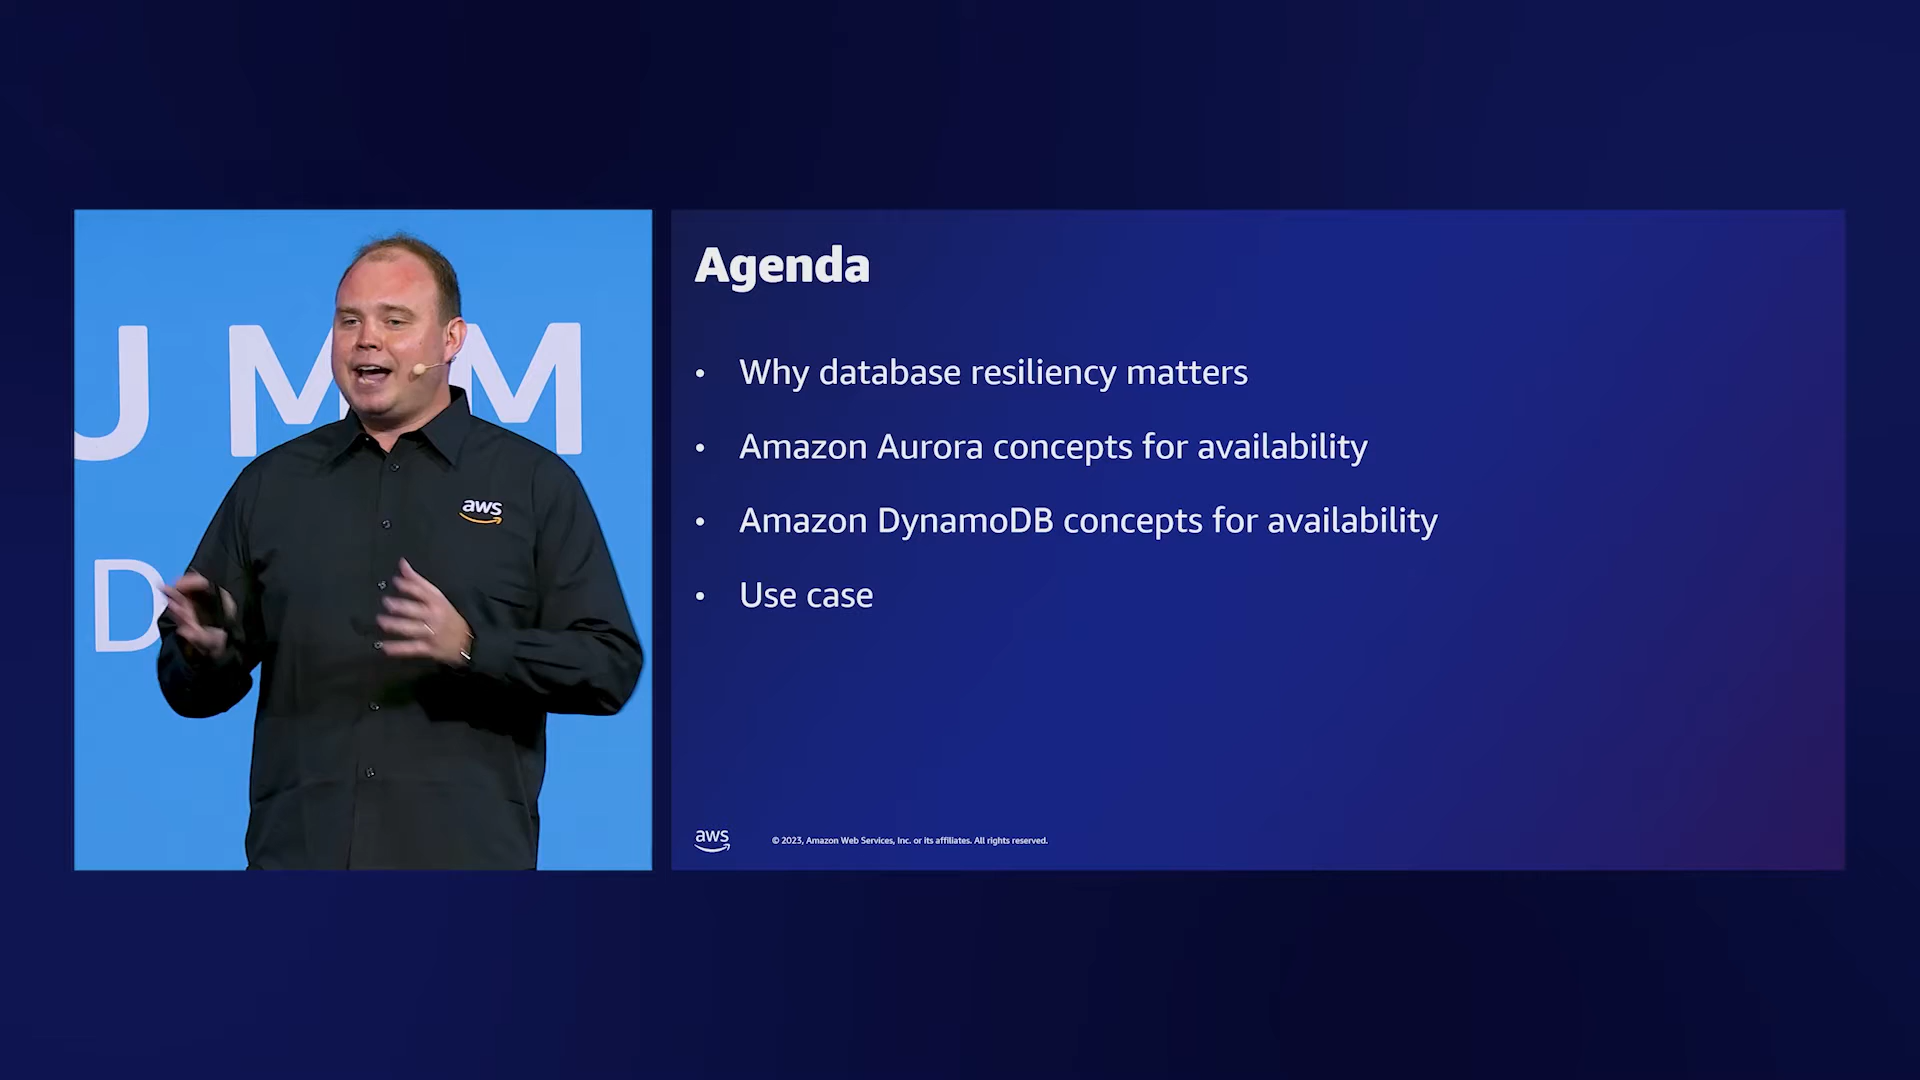 U M M
D
aws
Agenda
• Why database resiliency matters
• Amazon Aurora concepts for availability
• Amazon DynamoDB concepts for availability
• Use case
aws
© 2023, Amazon Web Services, Inc. or its affiliates. All rights reserved.